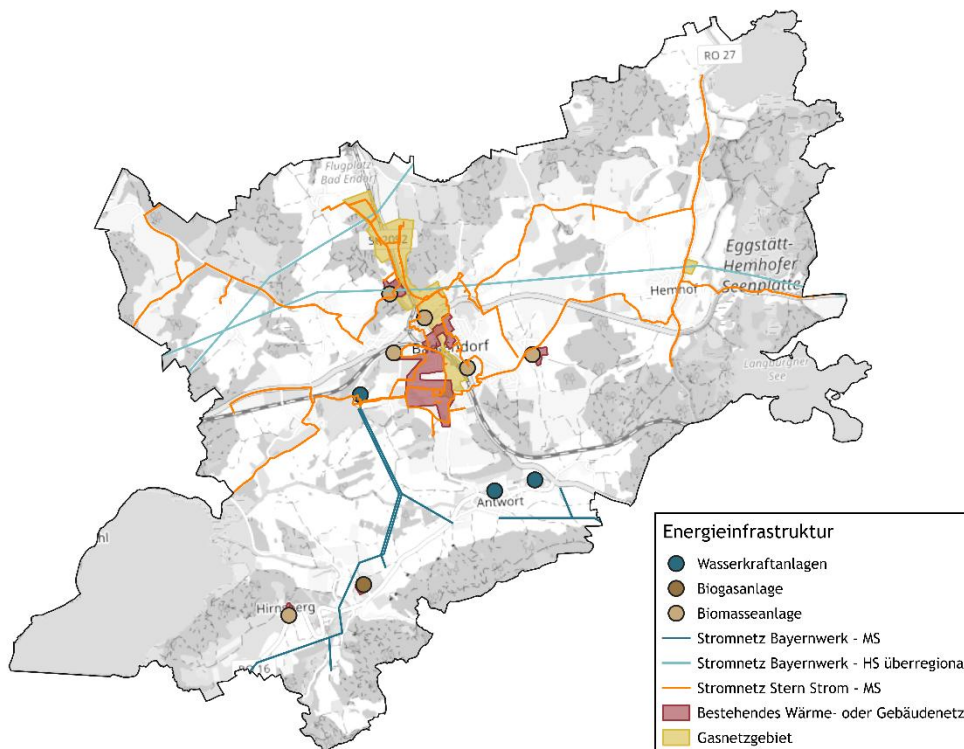 RO 27
Flugplatz
Bad Endorf
Eggstätt-
Hemhofer
Seenplatte
Hemhof
Langbürgner
See
Antwort
Energieinfrastruktur
Wasserkraftanlagen
Biogasanlage
Biomasseanlage
Stromnetz Bayernwerk - MS
Stromnetz Bayernwerk - HS überregiona
Stromnetz Stern Strom - MS
Bestehendes Wärme- oder Gebäudenetz
Gasnetzgebiet